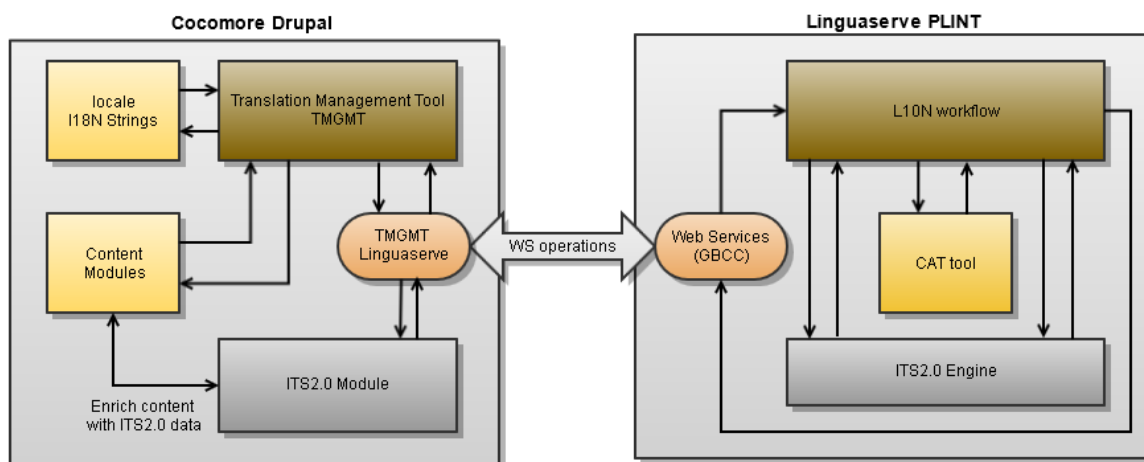 Cocomore Drupal
locale
I18N Strings
Translation Management Tool
TMGMT
Content
Modules
TMGMT
Linguaserve
ITS2.0 Module
Enrich content
with ITS2.0 data
WS operations
Linguaserve PLINT
L10N workflow
Web Services
(GBCC)
CAT tool
ITS2.0 Engine